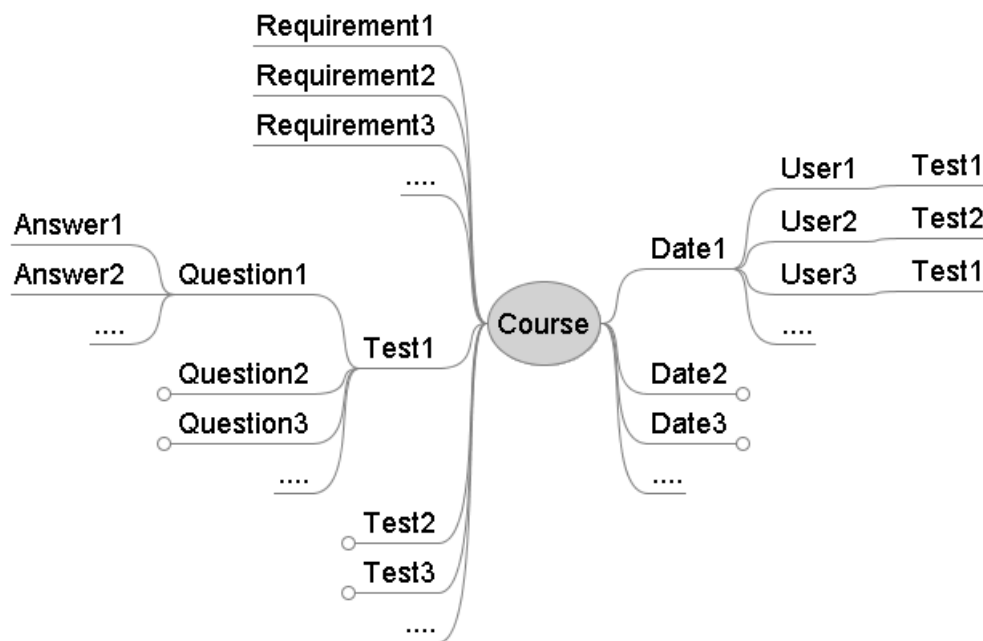 Requirement1
Requirement2
Requirement3
....
Answer1
Answer2
....
Question1
Question2
Question3
....
Test1
Test2
Test3
....
Course
Date1
Date2
Date3
....
User1 Test1
User2 Test2
User3 Test1
....